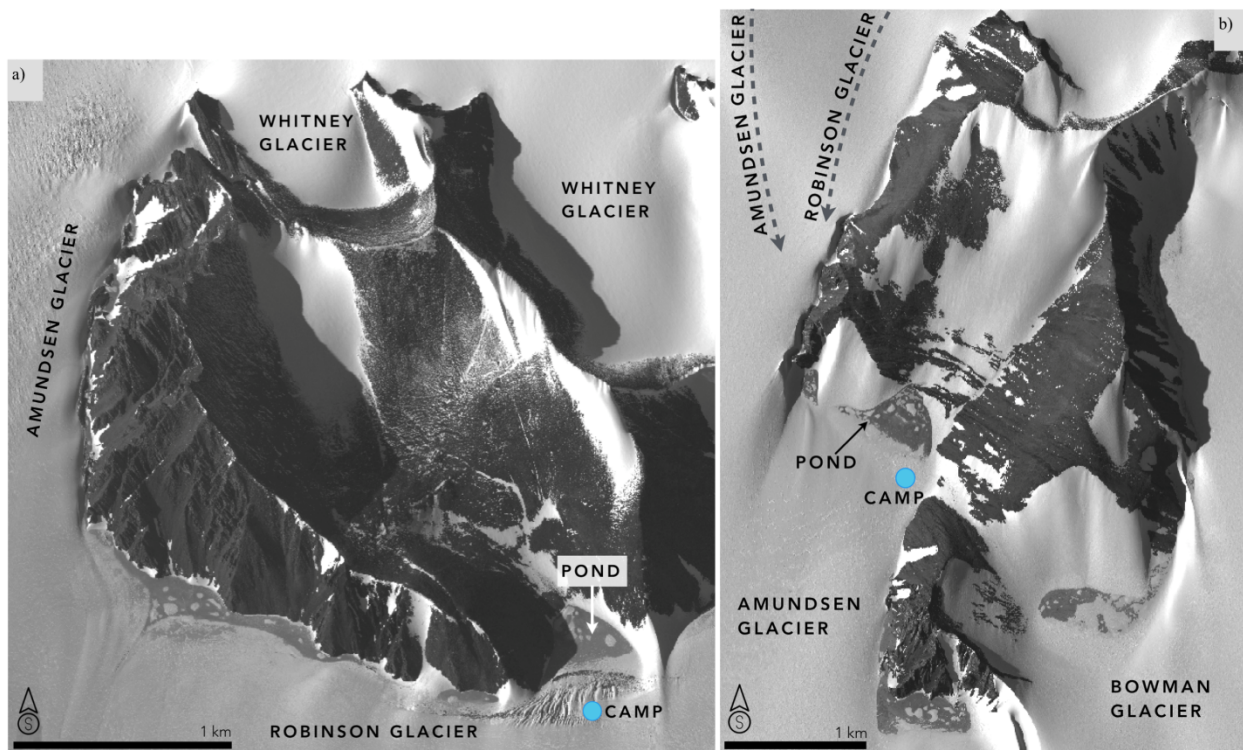 a)
WHITNEY
GLACIER
WHITNEY
GLACIER
AMUNDSEN GLACIER
POND
CAMP
ROBINSON GLACIER
S
1 km
b)
AMUNDSEN GLACIER
ROBINSON GLACIER
POND
CAMP
AMUNDSEN
GLACIER
BOWMAN
GLACIER
S
1 km